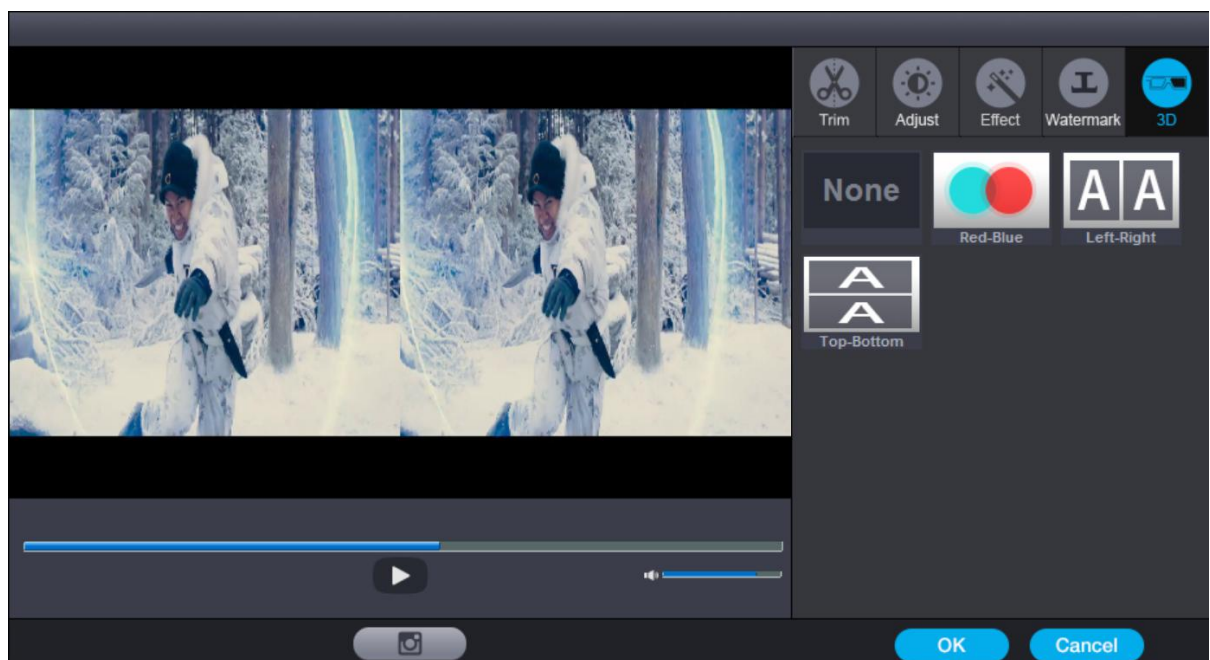 Trim Adjust Effect Watermark 3D
None
Red-Blue
A A
Left-Right
A
A
Top-Bottom
OK Cancel